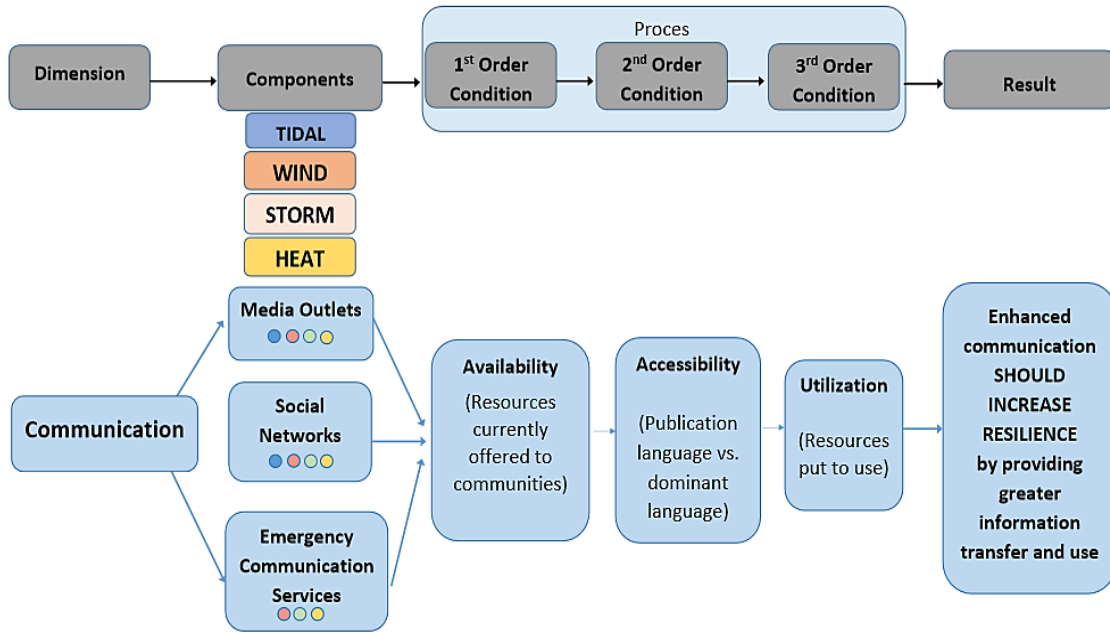 Proces
Dimension
Components
1st Order
Condition
2nd Order
Condition
3rd Order
Condition
Result
TIDAL
WIND
STORM
HEAT
Communication
Media Outlets
Social
Networks
Emergency
Communication
Services
Availability
(Resources
currently
offered to
communities)
Accessibility
(Publication
language vs.
dominant
language)
Utilization
(Resources
put to use)
Enhanced
communication
SHOULD
INCREASE
RESILIENCE
by providing
greater
information
transfer and use